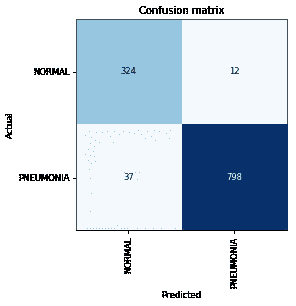 Confusion matrix
NORMAL
324
12
Actual
PNEUMONIA
37
798
NORMAL
PNEUMONIA
Predicted